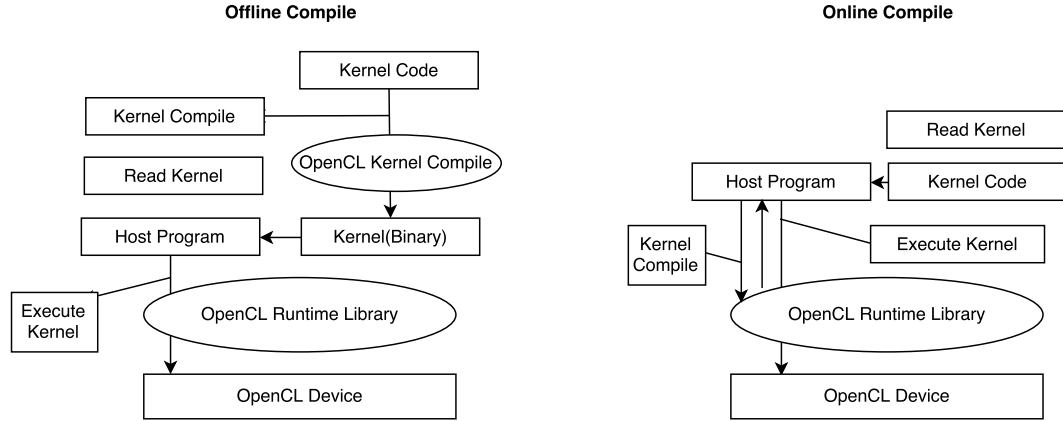 Offline Compile
Kernel Code
Kernel Compile
OpenCL Kernel Compile
Read Kernel
Host Program
Kernel(Binary)
Execute
Kernel
OpenCL Runtime Library
OpenCL Device
Online Compile
Read Kernel
Host Program
Kernel Code
Kernel
Compile
Execute Kernel
OpenCL Runtime Library
OpenCL Device